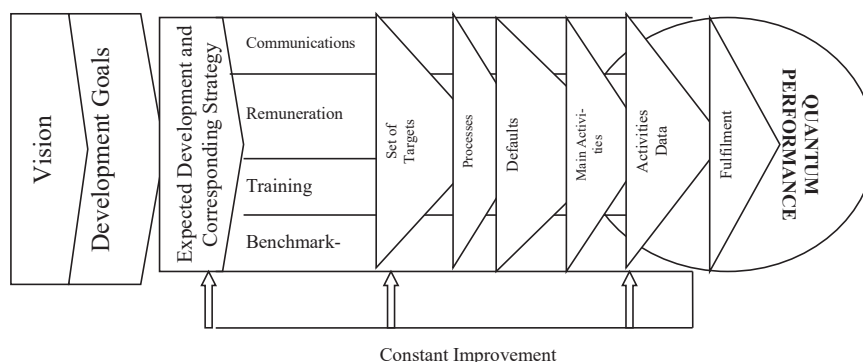 Vision
Development Goals
Expected Development and
Corresponding Strategy
Communications
Remuneration
Training
Benchmark-
Set of
Targets
Processes
Defaults
Main Activi-
ties
Activities
Data
Fulfilment
QUANTUM
PERFORMANCE
Constant Improvement